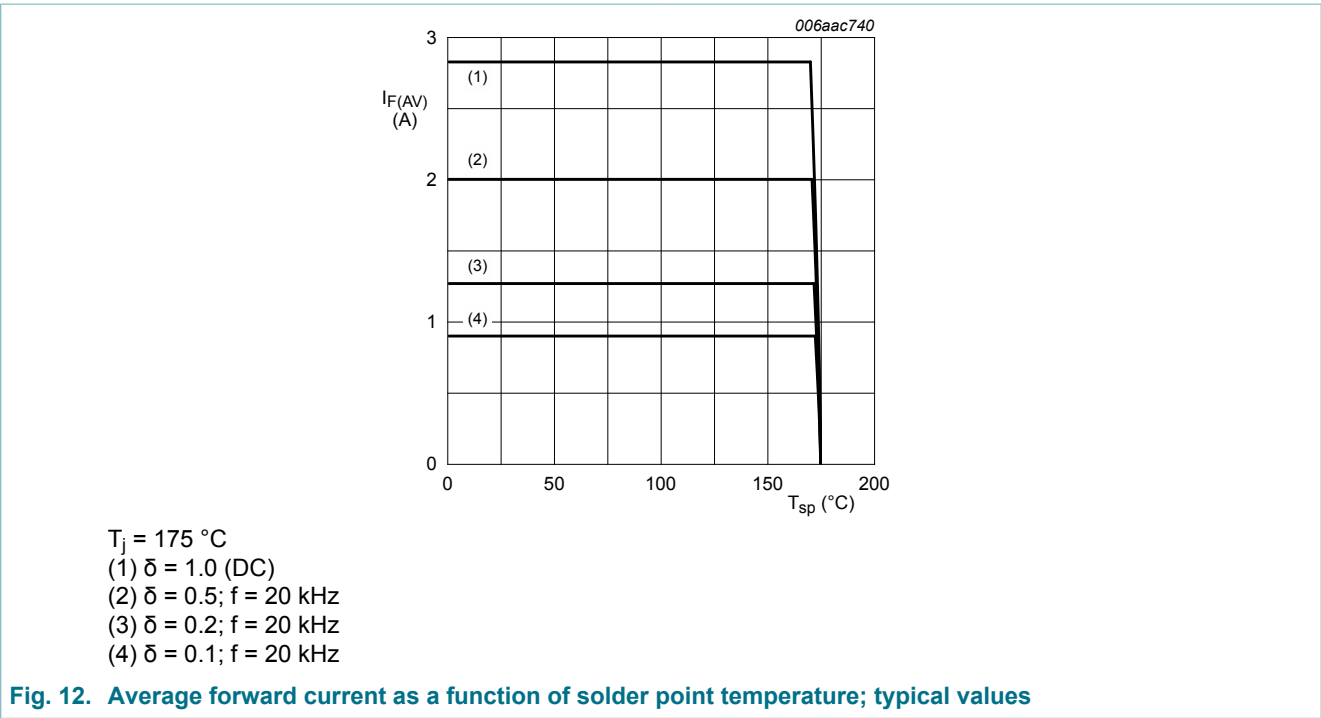 006aac740
3
I_F(AV)
(A)
(1)
2
(2)
(3)
1
(4)
0
0 50 100 150 200
T_sp (°C)
T_j = 175 °C
(1) δ = 1.0 (DC)
(2) δ = 0.5; f = 20 kHz
(3) δ = 0.2; f = 20 kHz
(4) δ = 0.1; f = 20 kHz
Fig. 12. Average forward current as a function of solder point temperature; typical values